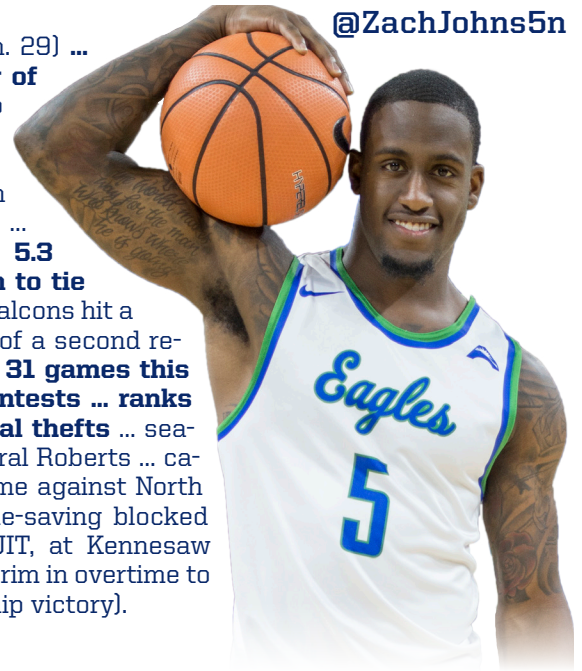 @ZachJohns5n
. 29) ...
of
...
5.3
to tie
alcons hit a
of a second re-
31 games this
ntests ... ranks
al thefts ... sea-
ral Roberts ... ca-
me against North
e-saving blocked
JIT, at Kennesaw
rim in overtime to
ip victory).
Eagles
5